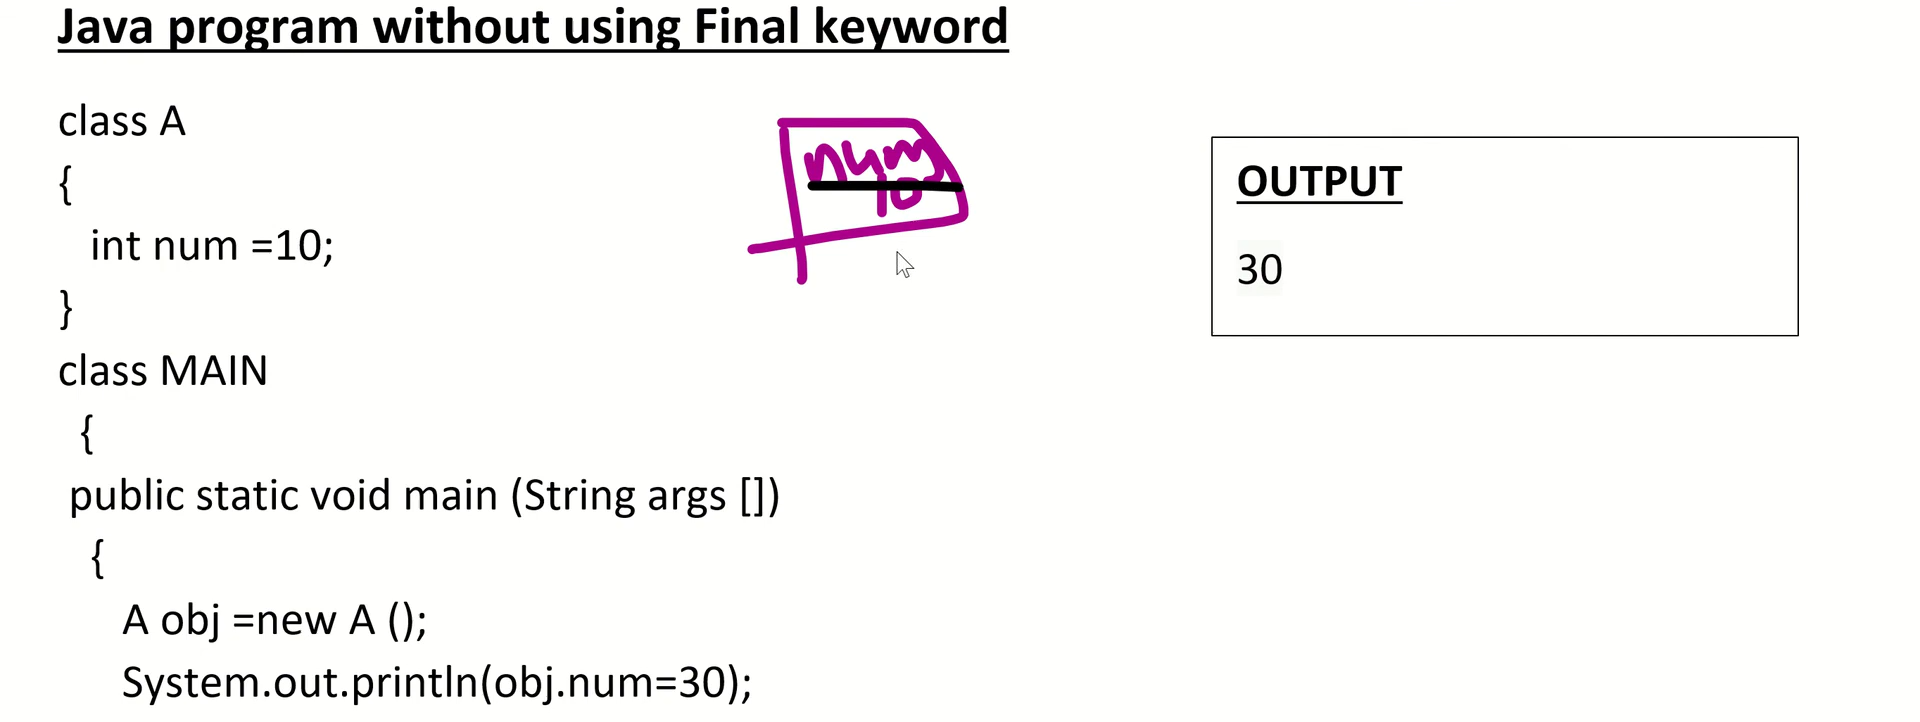 Java program without using Final keyword
class A
{
int num =10;
}
class MAIN
{
public static void main (String args [])
{
A obj =new A ();
System.out.println(obj.num=30);
num
10
OUTPUT
30